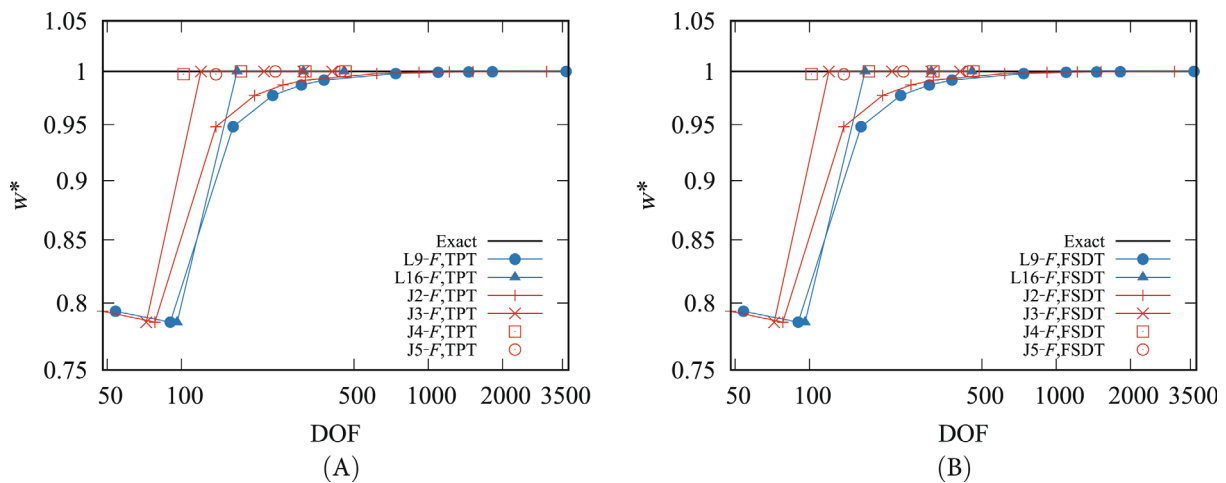 1.05
1
0.95
0.9
0.85
0.8
0.75
w*
Exact
L9-F,TPT
L16-F,TPT
J2-F,TPT
J3-F,TPT
J4-F,TPT
J5-F,TPT
50 100 500 1000 2000 3500
DOF
(A)
1.05
1
0.95
0.9
0.85
0.8
0.75
w*
Exact
L9-F,FSDT
L16-F,FSDT
J2-F,FSDT
J3-F,FSDT
J4-F,FSDT
J5-F,FSDT
50 100 500 1000 2000 3500
DOF
(B)